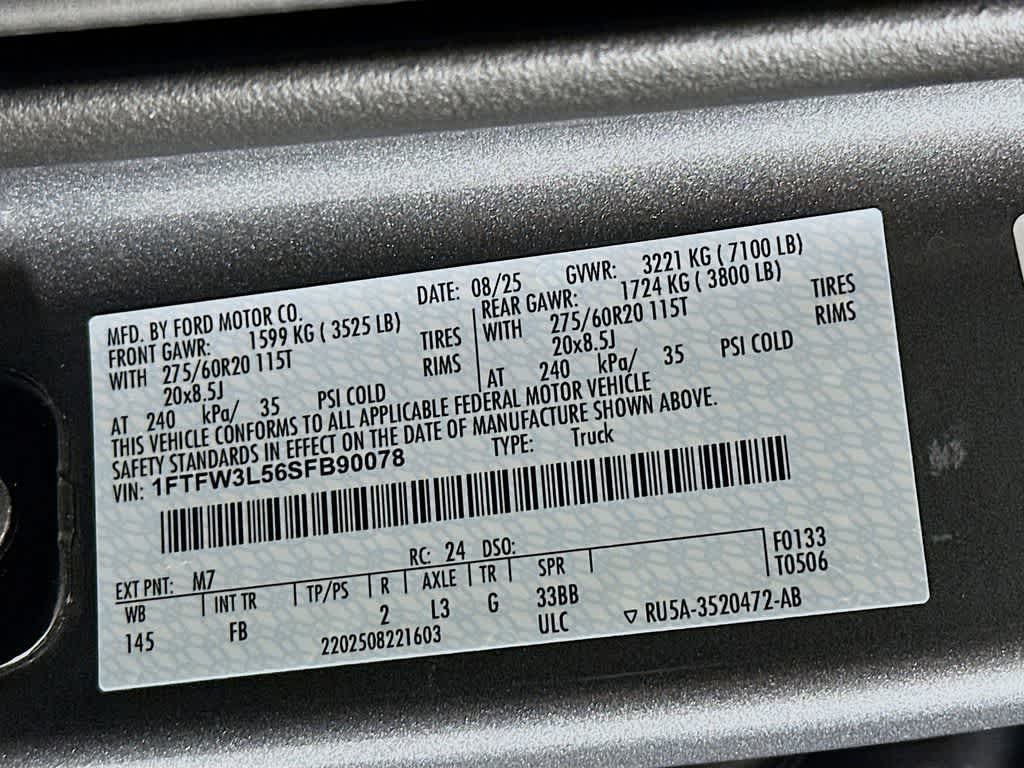 MFD. BY FORD MOTOR CO. DATE: 08/25 GVWR: 3221 KG ( 7100 LB)
FRONT GAWR: 1599 KG ( 3525 LB) REAR GAWR: 1724 KG ( 3800 LB)
WITH 275/60R20 115T TIRES WITH 275/60R20 115T TIRES
20x8.5J RIMS 20x8.5J RIMS
AT 240 kPa/ 35 PSI COLD AT 240 kPa/ 35 PSI COLD
THIS VEHICLE CONFORMS TO ALL APPLICABLE FEDERAL MOTOR VEHICLE
SAFETY STANDARDS IN EFFECT ON THE DATE OF MANUFACTURE SHOWN ABOVE.
VIN: 1FTFW3L56SFB90078 TYPE: Truck
EXT PNT: M7 RC: 24 DSO: F0133
WB INT TR TP/PS R AXLE TR SPR T0506
145 FB 2 L3 G 33BB
2202508221603 ULC ▽ RU5A-3520472-AB